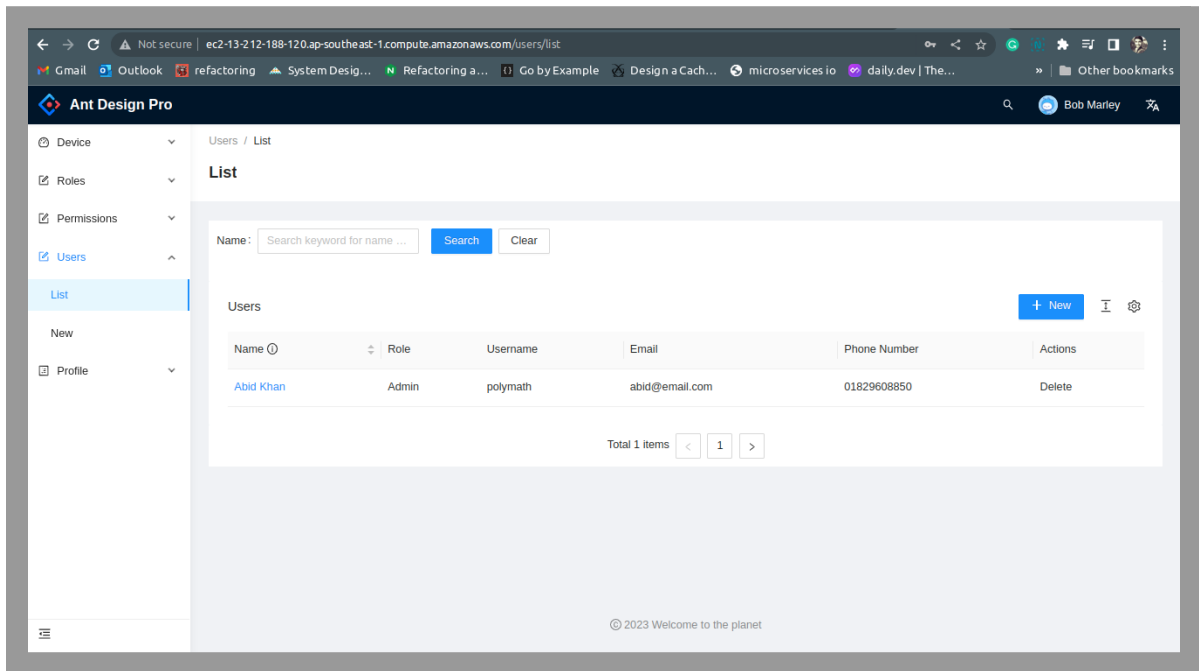 Not secure | ec2-13-212-188-120.ap-southeast-1.compute.amazonaws.com/users/list
Gmail Outlook refactoring System Desig... Refactoring a... Go by Example Design a Cach... microservices io daily.dev | The... » Other bookmarks
Ant Design Pro Bob Marley
Device
Roles
Permissions
Users
List
New
Profile
Users / List
List
Name : Search keyword for name ... Search Clear
Users + New
Name Role Username Email Phone Number Actions
Abid Khan Admin polymath abid@email.com 01829608850 Delete
Total 1 items < 1 >
© 2023 Welcome to the planet